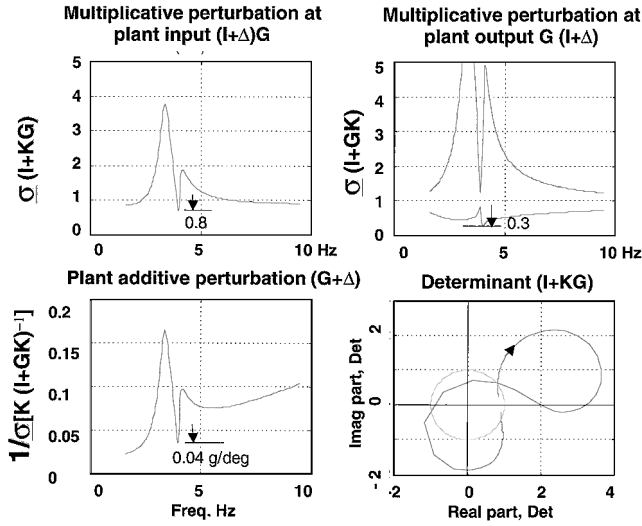 Multiplicative perturbation at
plant input (I+Δ)G
5
4
3
2
1
0
σ (I+KG)
0.8
0
5
10 Hz
Multiplicative perturbation at
plant output G (I+Δ)
5
4
3
2
1
0
σ (I+GK)
0.3
0
5
10 Hz
Plant additive perturbation (G+Δ)
0.2
0.15
0.1
0.05
0
1/σ[K (I+GK)⁻¹]
0.04 g/deg
0
5
10
Freq. Hz
Determinant (I+KG)
2
0
-2
Imag part, Det
-2
0
2
4
Real part, Det